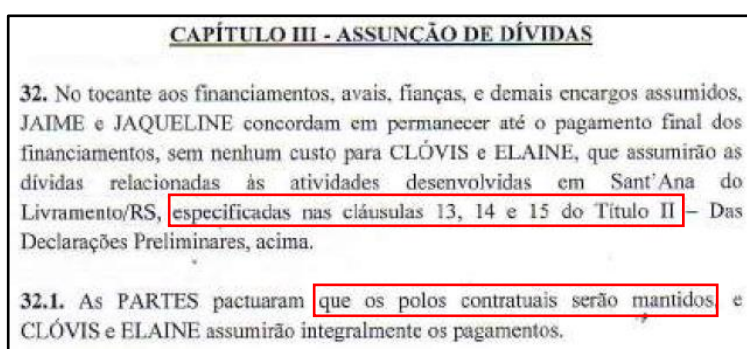 CAPÍTULO III - ASSUNÇÃO DE DÍVIDAS
32. No tocante aos financiamentos, avais, fianças, e demais encargos assumidos,
JAIME e JAQUELINE concordam em permanecer até o pagamento final dos
financiamentos, sem nenhum custo para CLÓVIS e ELAINE, que assumirão as
dívidas relacionadas às atividades desenvolvidas em Sant'Ana do
Livramento/RS, especificadas nas cláusulas 13, 14 e 15 do Título II – Das
Declarações Preliminares, acima.
32.1. As PARTES pactuaram que os polos contratuais serão mantidos, e
CLÓVIS e ELAINE assumirão integralmente os pagamentos.